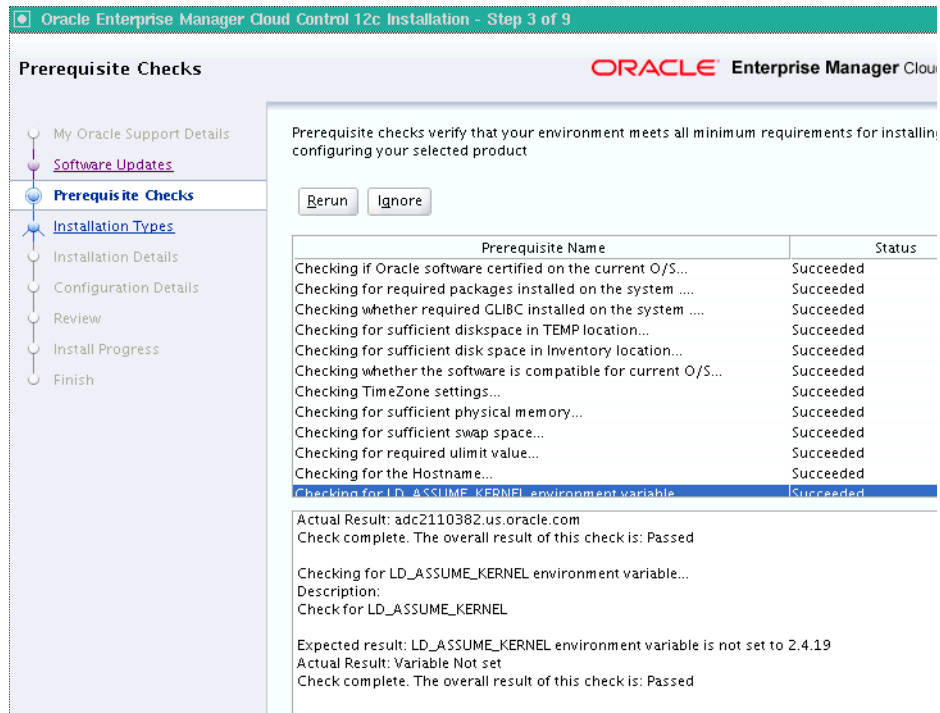 Oracle Enterprise Manager Cloud Control 12c Installation - Step 3 of 9
Prerequisite Checks
ORACLE Enterprise Manager Clou
My Oracle Support Details
Software Updates
Prerequisite Checks
Installation Types
Installation Details
Configuration Details
Review
Install Progress
Finish
Prerequisite checks verify that your environment meets all minimum requirements for installing
configuring your selected product
Rerun Ignore
Prerequisite Name Status
Checking if Oracle software certified on the current O/S... Succeeded
Checking for required packages installed on the system .... Succeeded
Checking whether required GLIBC installed on the system .... Succeeded
Checking for sufficient diskspace in TEMP location... Succeeded
Checking for sufficient disk space in Inventory location... Succeeded
Checking whether the software is compatible for current O/S... Succeeded
Checking TimeZone settings... Succeeded
Checking for sufficient physical memory... Succeeded
Checking for sufficient swap space... Succeeded
Checking for required ulimit value... Succeeded
Checking for the Hostname... Succeeded
Checking for LD_ASSUME_KERNEL environment variable... Succeeded
Actual Result: adc2110382.us.oracle.com
Check complete. The overall result of this check is: Passed
Checking for LD_ASSUME_KERNEL environment variable...
Description:
Check for LD_ASSUME_KERNEL
Expected result: LD_ASSUME_KERNEL environment variable is not set to 2.4.19
Actual Result: Variable Not set
Check complete. The overall result of this check is: Passed